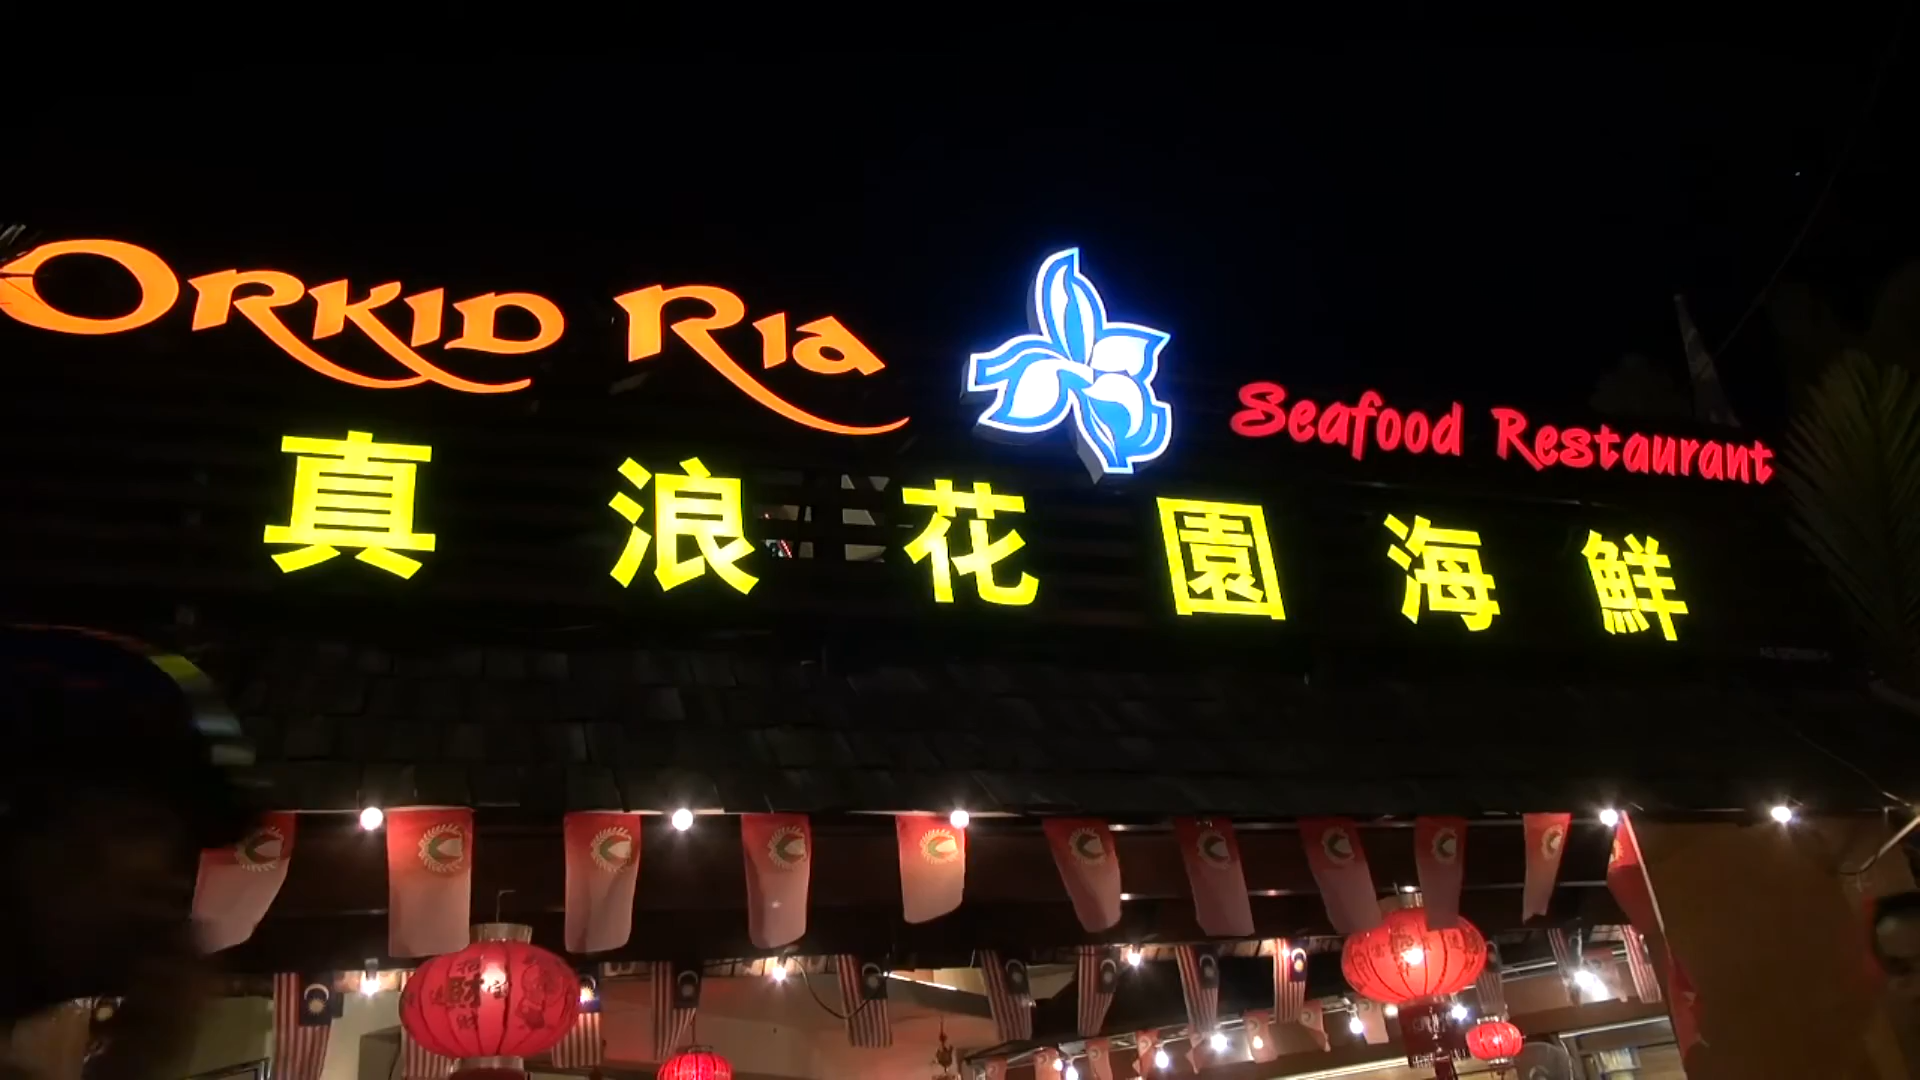 ORKID RIA
Seafood Restaurant
真浪花園海鮮